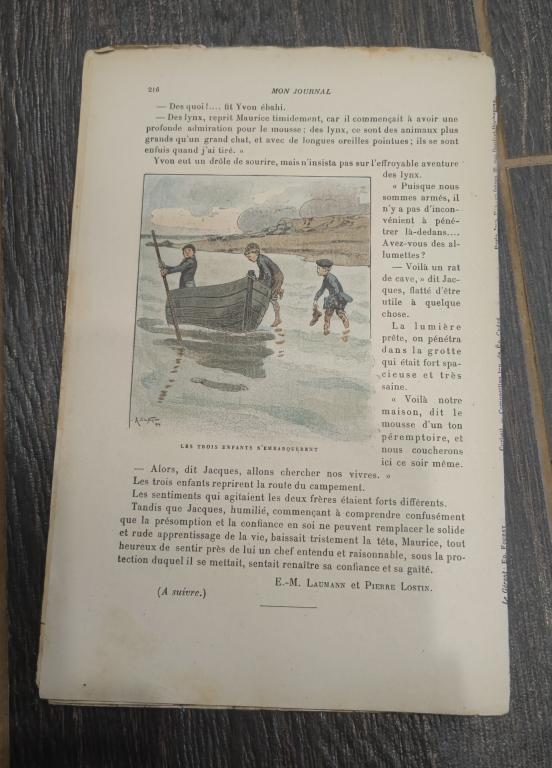 216
MON JOURNAL
— Des quoi!.... fit Yvon ébahi.
— Des lynx, reprit Maurice timidement, car il commençait à avoir une
profonde admiration pour le mousse; des lynx, ce sont des animaux plus
grands qu'un grand chat, et avec de longues oreilles pointues; ils se sont
enfuis quand j'ai tiré. »
Yvon eut un drôle de sourire, mais n'insista pas sur l'effroyable aventure
des lynx.
« Puisque nous
sommes armés, il
n'y a pas d'incon-
vénient à péné-
trer là-dedans....
Avez-vous des al-
lumettes?
— Voilà un rat
de cave, » dit Jac-
ques, flatté d'être
utile à quelque
chose.
La lumière
prête, on pénétra
dans la grotte
qui était fort spa-
cieuse et très
saine.
« Voilà notre
maison, dit le
mousse d'un ton
péremptoire, et
nous coucherons
ici ce soir même.
LES TROIS ENFANTS S'EMBARQUÈRENT
— Alors, dit Jacques, allons chercher nos vivres. »
Les trois enfants reprirent la route du campement.
Les sentiments qui agitaient les deux frères étaient forts différents.
Tandis que Jacques, humilié, commençant à comprendre confusément
que la présomption et la confiance en soi ne peuvent remplacer le solide
et rude apprentissage de la vie, baissait tristement la tête, Maurice, tout
heureux de sentir près de lui un chef entendu et raisonnable, sous la pro-
tection duquel il se mettait, sentait renaître sa confiance et sa gaîté.
E.-M. LAUMANN et PIERRE LOSTIN.
(A suivre.)